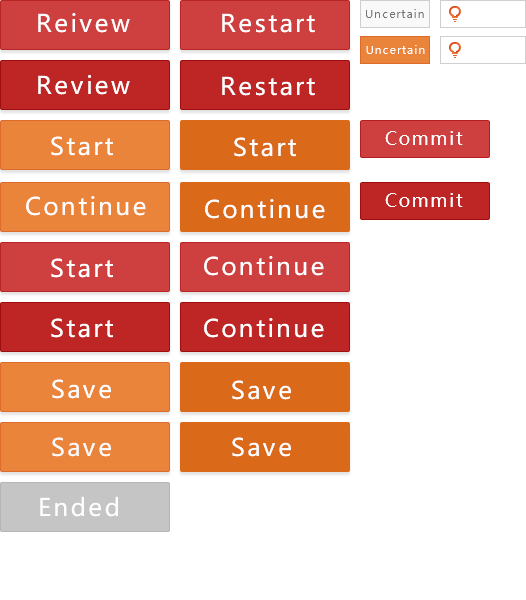 Reivew
Restart
Uncertain
Review
Restart
Uncertain
Start
Start
Commit
Continue
Continue
Commit
Start
Continue
Start
Continue
Save
Save
Save
Save
Ended